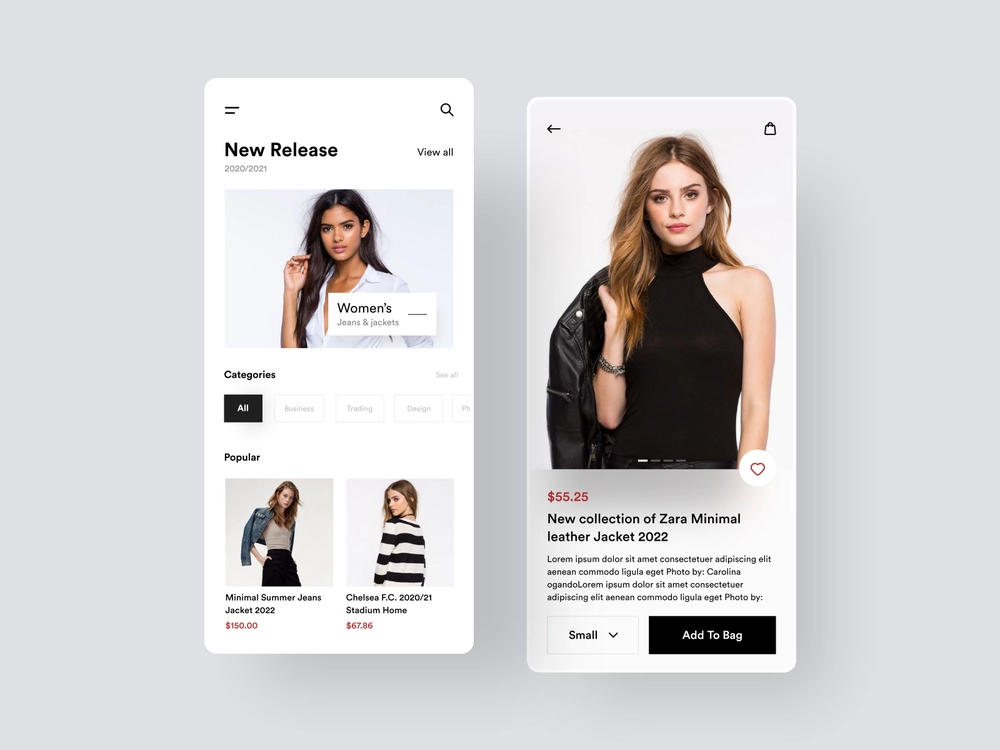 New Release
View all
2020/2021
Women's
Jeans & jackets
Categories
See all
All
Business
Trading
Design
Ph
Popular
Minimal Summer Jeans
Jacket 2022
$150.00
Chelsea F.C. 2020/21
Stadium Home
$67.86
$55.25
New collection of Zara Minimal
leather Jacket 2022
Lorem ipsum dolor sit amet consectetuer adipiscing elit
aenean commodo ligula eget Photo by: Carolina
ogandoLorem ipsum dolor sit amet consectetuer
adipiscing elit aenean commodo ligula eget Photo by:
Small
Add To Bag